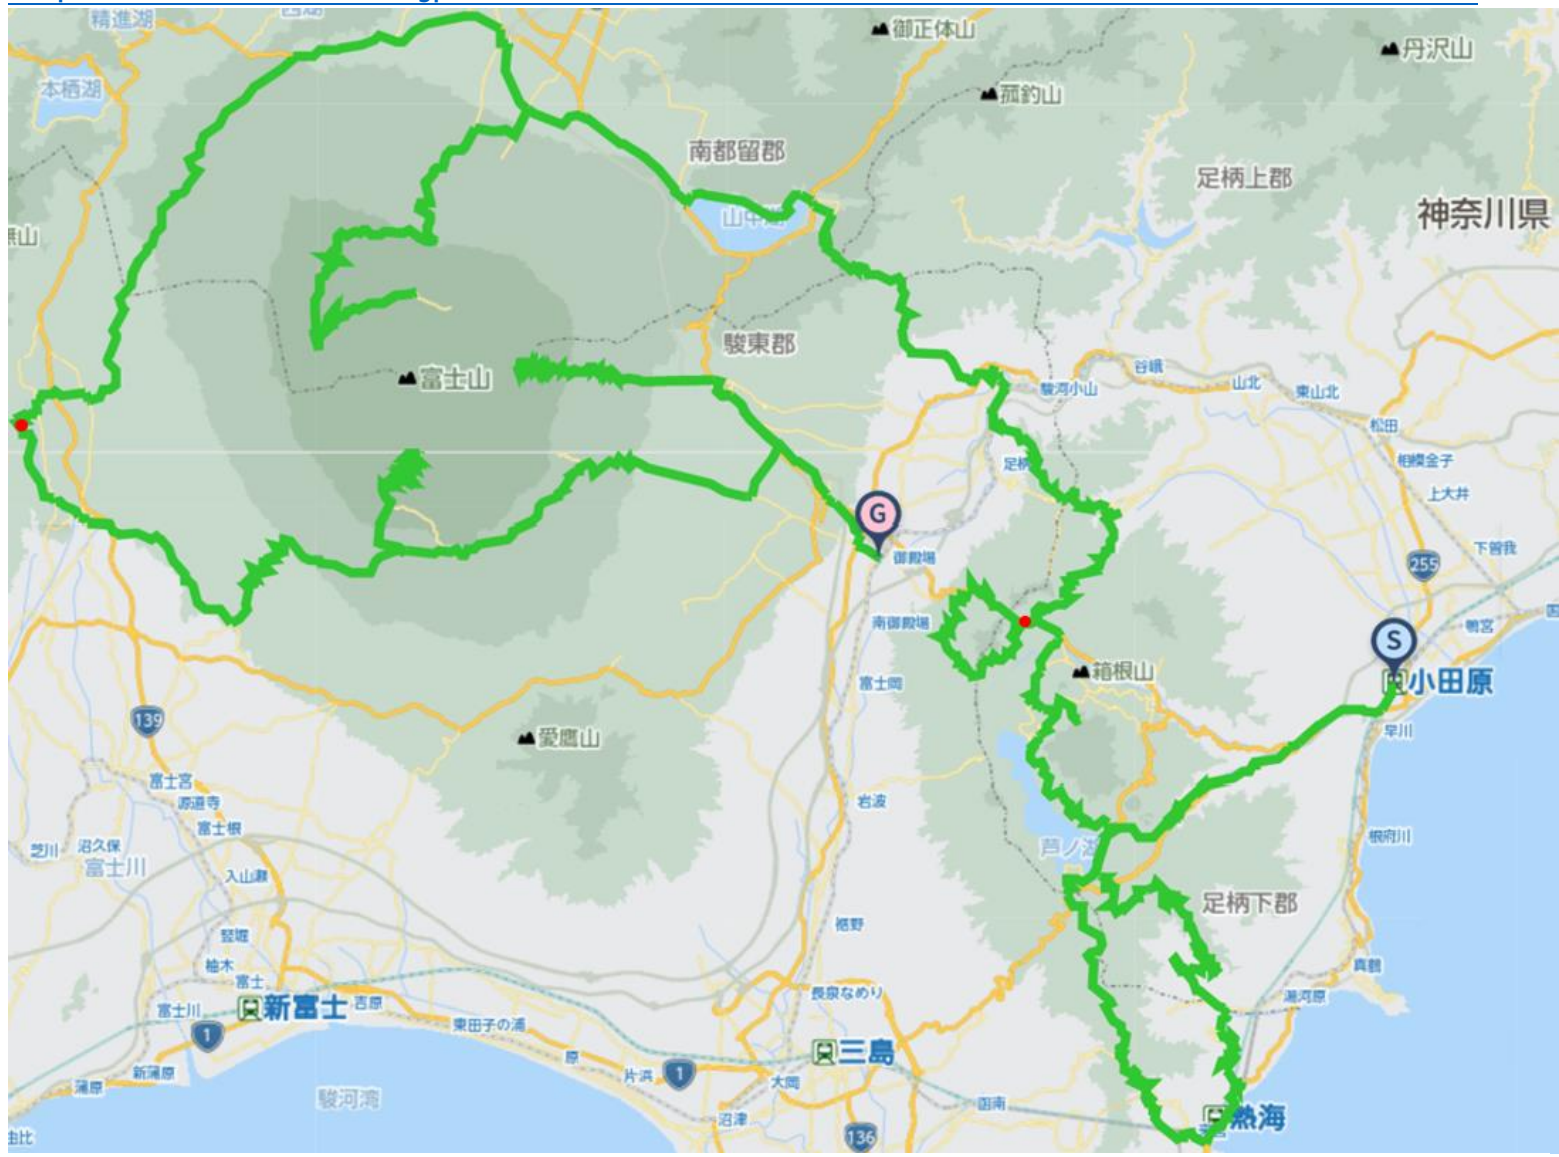 精進湖
御正体山
丹沢山
本栖湖
菰釣山
南都留郡
足柄上郡
神奈川県
山中湖
駿東郡
富士山
谷峨
駿河小山
山北
東山北
松田
相模金子
足柄
上大井
G
下曽我
御殿場
255
南御殿場
鴨宮
S
小田原
箱根山
富士岡
139
愛鷹山
早川
富士宮
源道寺
岩波
富士根
根府川
芝川
沼久保
富士川
芦ノ湖
入山瀬
足柄下郡
裾野
竪堀
柚木
真鶴
富士
長泉なめり
湯河原
富士川
新富士
吉原
1
東田子の浦
三島
原
新蒲原
片浜
1
蒲原
大岡
駿河湾
函南
沼津
熱海
136
由比